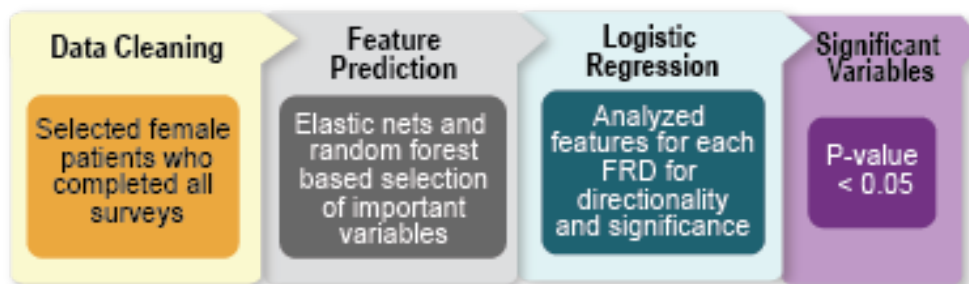 Data Cleaning
Selected female
patients who
completed all
surveys
Feature
Prediction
Elastic nets and
random forest
based selection
of important
variables
Logistic
Regression
Analyzed
features for each
FRD for
directionality
and significance
Significant
Variables
P-value
< 0.05